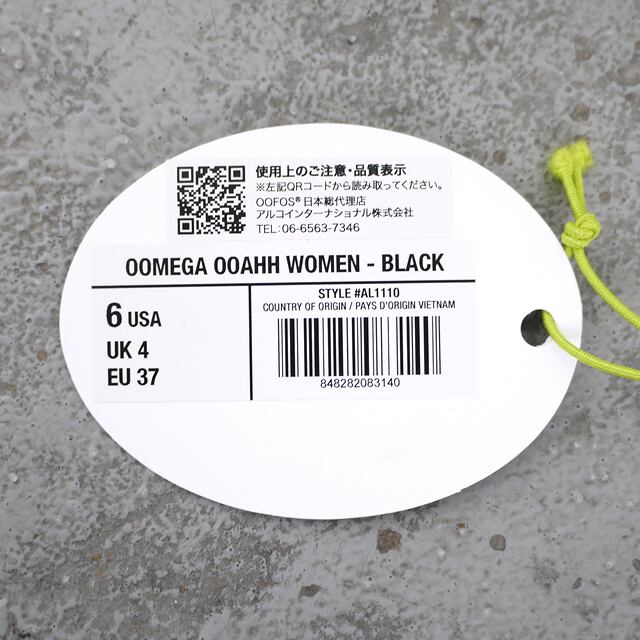 使用上のご注意・品質表示
※左記QRコードから読み取ってください。
OOFOS® 日本総代理店
アルコインターナショナル株式会社
TEL:06-6563-7346
OOMEGA OOAHH WOMEN - BLACK
6 USA
UK 4
EU 37
STYLE #AL1110
COUNTRY OF ORIGIN / PAYS D'ORIGIN VIETNAM
848282083140